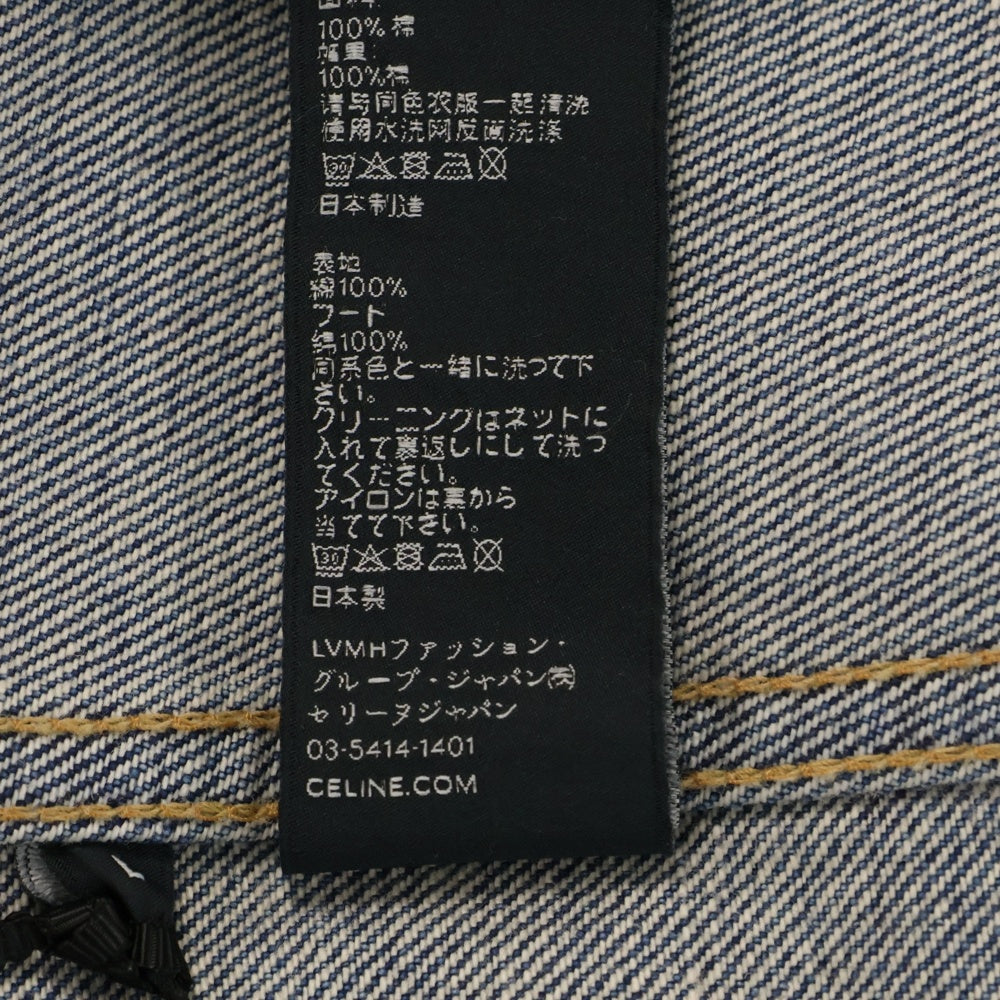 100% 棉
100%棉
请与同色衣服一起清洗
使用水洗网反面洗涤
日本制造
表地
綿100%
フード
綿100%
同系色と一緒に洗って下
さい。
クリーニングはネットに
入れて裏返しにして洗っ
てください。
アイロンは裏から
当てて下さい。
30
日本製
LVMHファッション・
グループ・ジャパン㈱
セリーヌジャパン
03-5414-1401
CELINE.COM